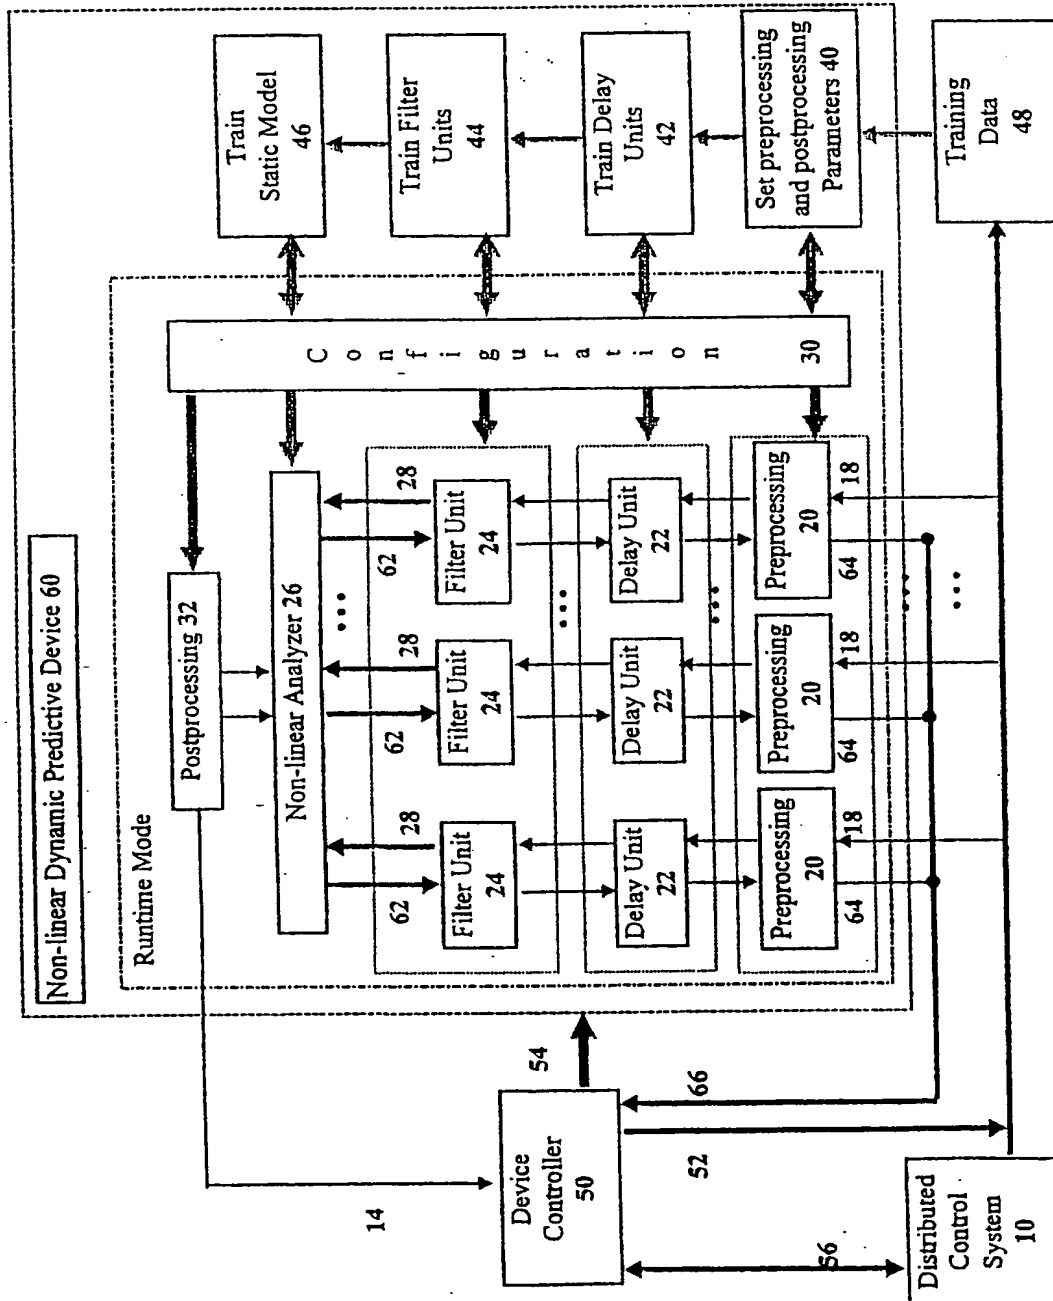 Non-linear Dynamic Predictive Device 60
Runtime Mode
Postprocessing 32
14
Non-linear Analyzer 26
62
28
62
28
62
28
...
Filter Unit
24
Filter Unit
24
Filter Unit
24
...
Delay Unit
22
Delay Unit
22
Delay Unit
22
...
Preprocessing
20
Preprocessing
20
Preprocessing
20
64
18
64
18
64
18
...
...
Configuration
30
Train
Static Model
46
Train Filter
Units
44
Train Delay
Units
42
Set preprocessing
and postprocessing
Parameters 40
Training
Data
48
Device
Controller
50
54
66
52
56
Distributed
Control
System
10